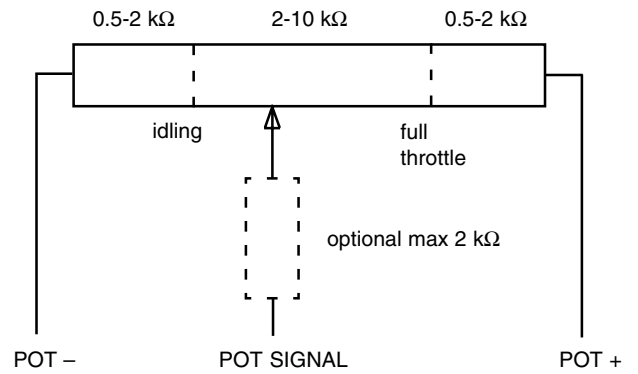 0.5-2 kΩ 2-10 kΩ 0.5-2 kΩ
idling
full
throttle
optional max 2 kΩ
POT – POT SIGNAL POT +